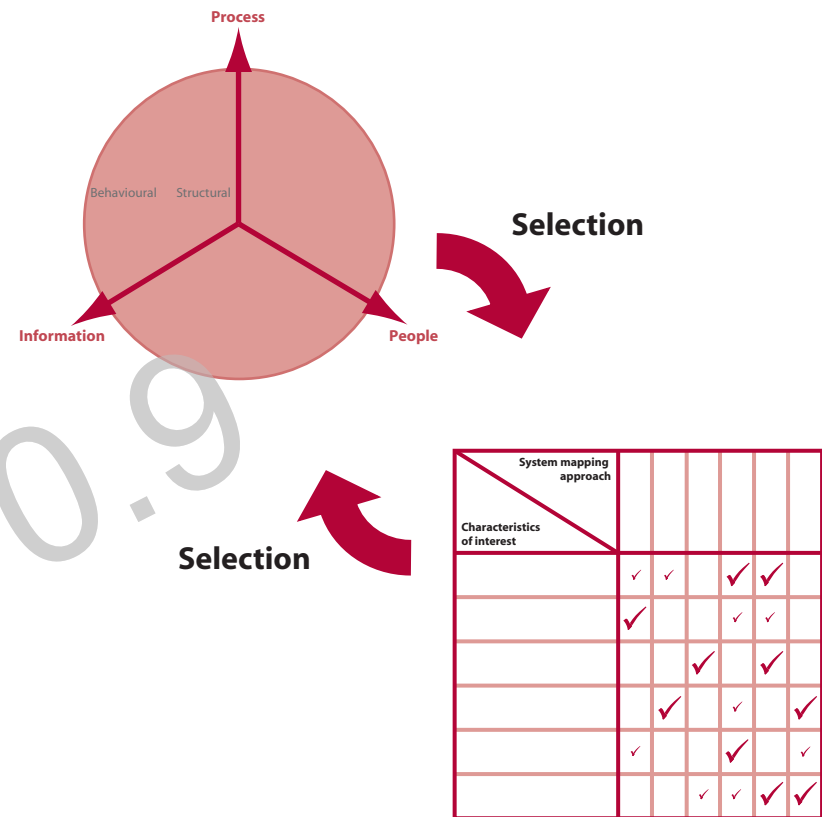 Process
Behavioural Structural
Selection
Information
People
0.9
System mapping
approach
Characteristics
of interest
Selection